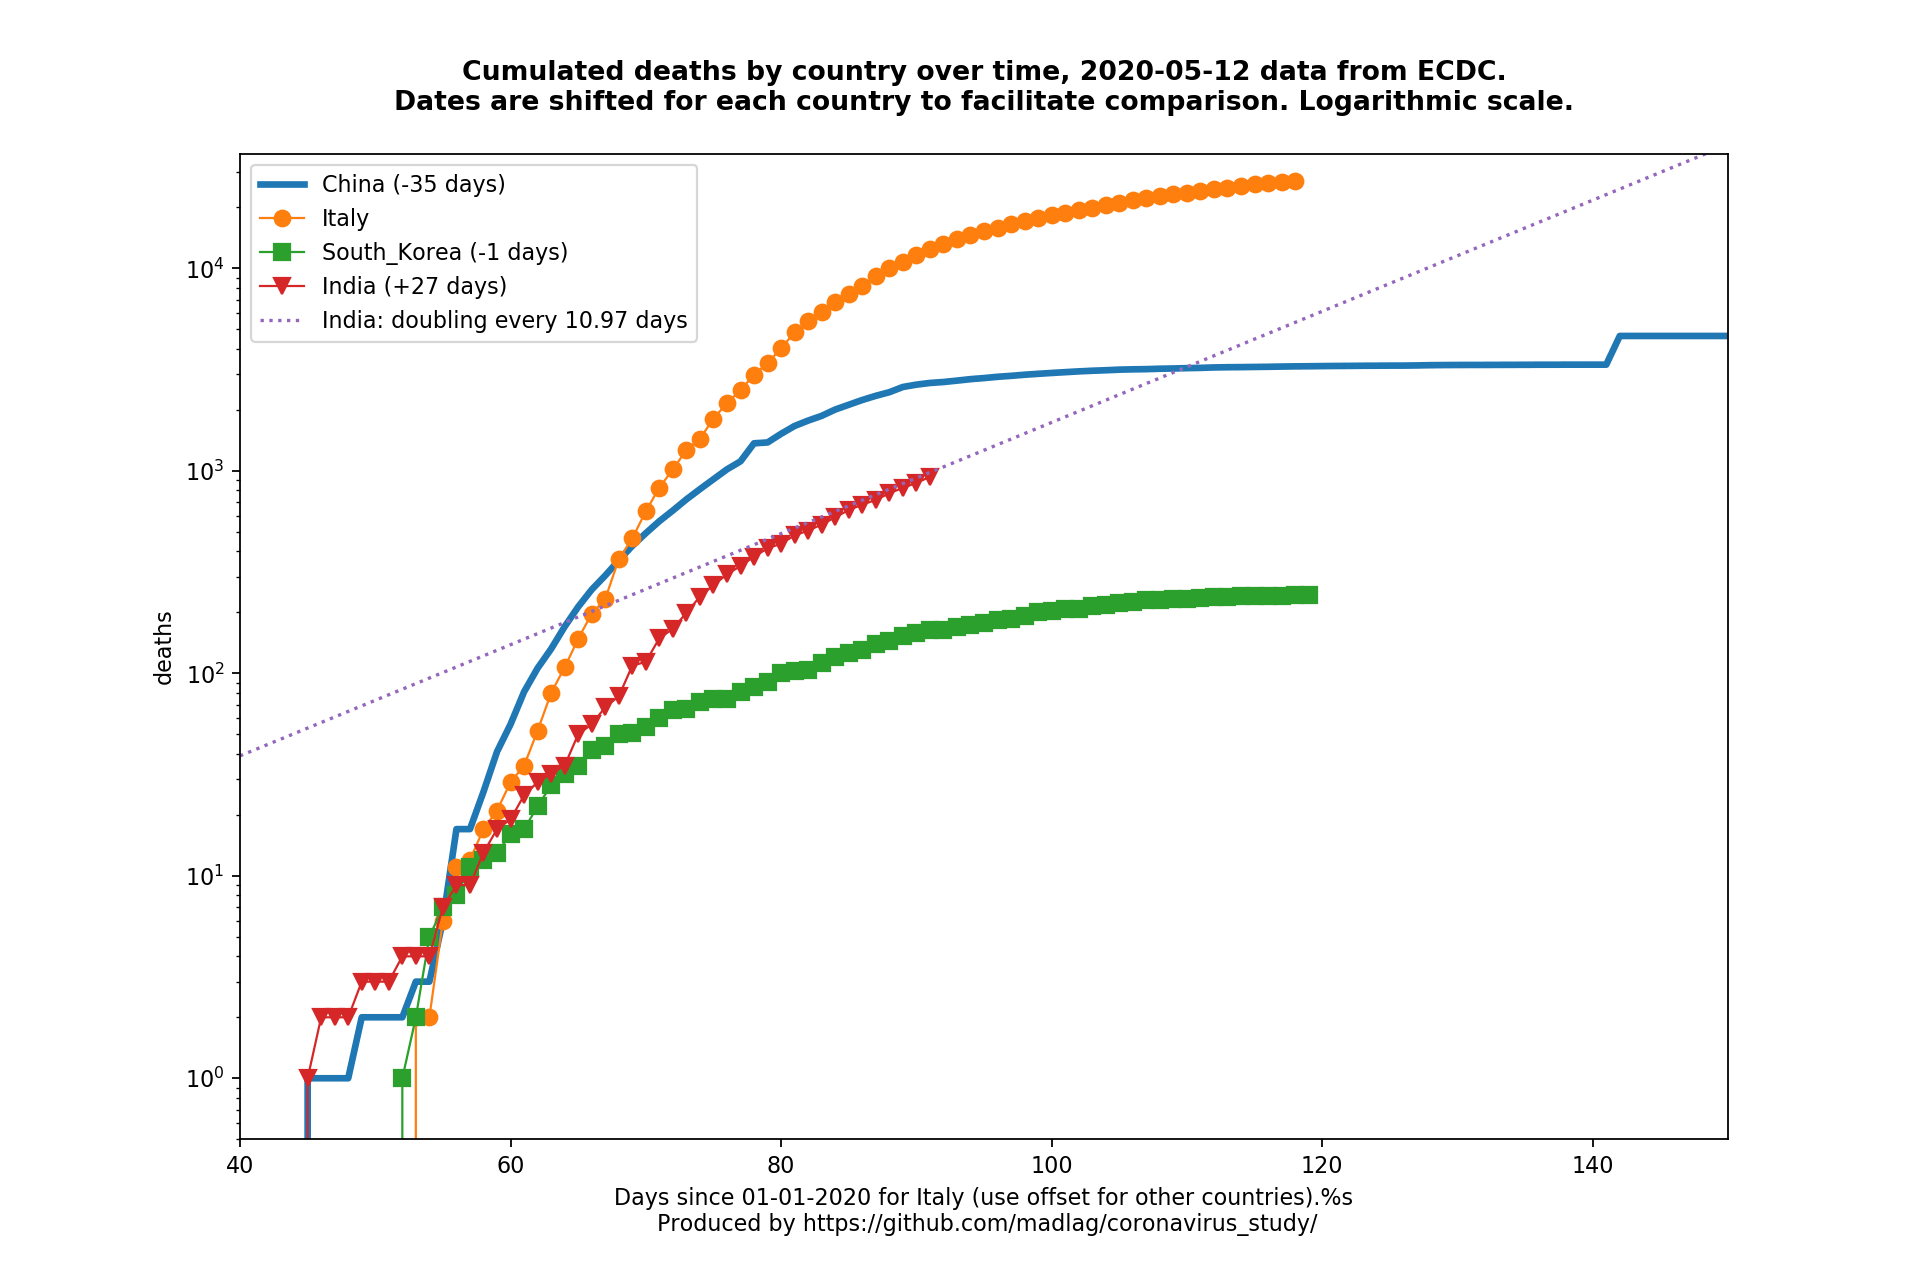 Cumulated deaths by country over time, 2020-05-12 data from ECDC.
Dates are shifted for each country to facilitate comparison. Logarithmic scale.
China (-35 days)
Italy
South_Korea (-1 days)
India (+27 days)
India: doubling every 10.97 days
deaths
10⁴
10³
10²
10¹
10⁰
40 60 80 100 120 140
Days since 01-01-2020 for Italy (use offset for other countries).%s
Produced by https://github.com/madlag/coronavirus_study/